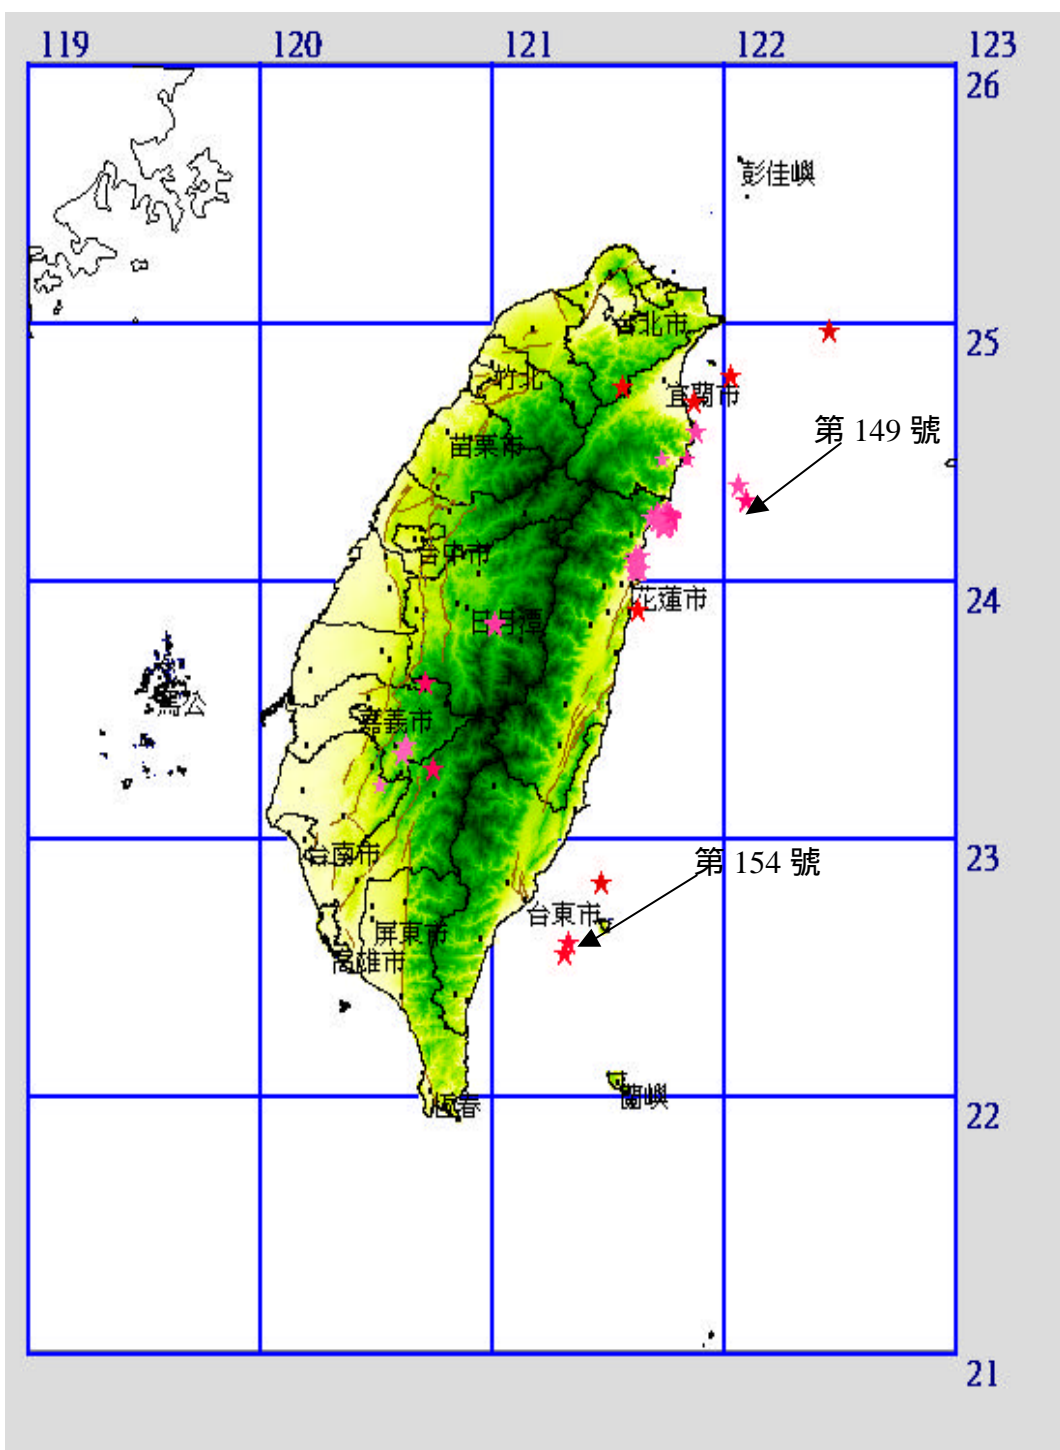 119 120 121 122 123
26
彭佳嶼
台北市
25
竹北
宜蘭市
第 149 號
苗栗市
台中市
24
花蓮市
日月潭
馬公
嘉義市
23
台南市
第 154 號
台東市
屏東市
高雄市
22
蘭嶼
恆春
21